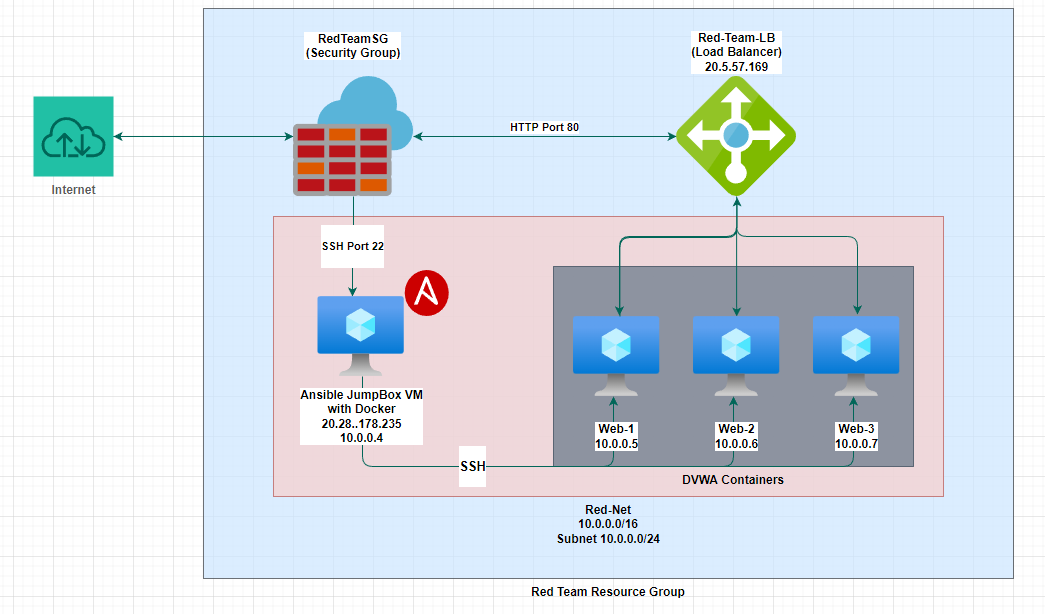 RedTeamSG
(Security Group)
Red-Team-LB
(Load Balancer)
20.5.57.169
Internet
HTTP Port 80
SSH Port 22
Ansible JumpBox VM
with Docker
20.28..178.235
10.0.0.4
Web-1
10.0.0.5
Web-2
10.0.0.6
Web-3
10.0.0.7
SSH
DVWA Containers
Red-Net
10.0.0.0/16
Subnet 10.0.0.0/24
Red Team Resource Group